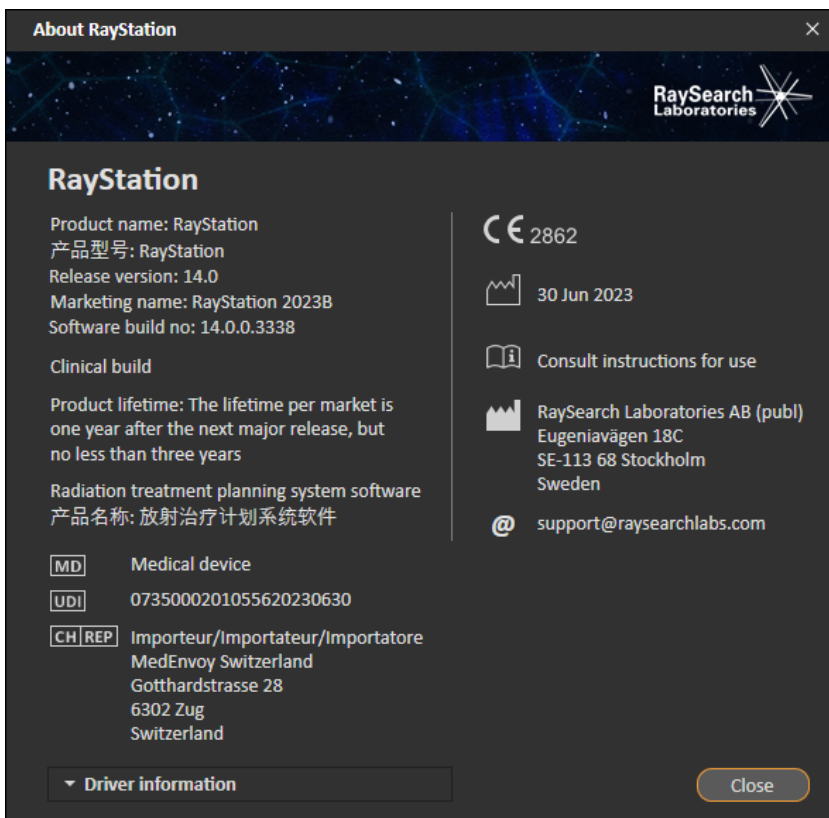 About RayStation
RaySearch
Laboratories
RayStation
Product name: RayStation
产品型号: RayStation
Release version: 14.0
Marketing name: RayStation 2023B
Software build no: 14.0.0.3338
Clinical build
Product lifetime: The lifetime per market is
one year after the next major release, but
no less than three years
Radiation treatment planning system software
产品名称: 放射治疗计划系统软件
MD Medical device
UDI 0735000201055620230630
CH REP Importeur/Importateur/Importatore
MedEnvoy Switzerland
Gotthardstrasse 28
6302 Zug
Switzerland
CE 2862
30 Jun 2023
i Consult instructions for use
RaySearch Laboratories AB (publ)
Eugeniavägen 18C
SE-113 68 Stockholm
Sweden
@ support@raysearchlabs.com
Driver information
Close